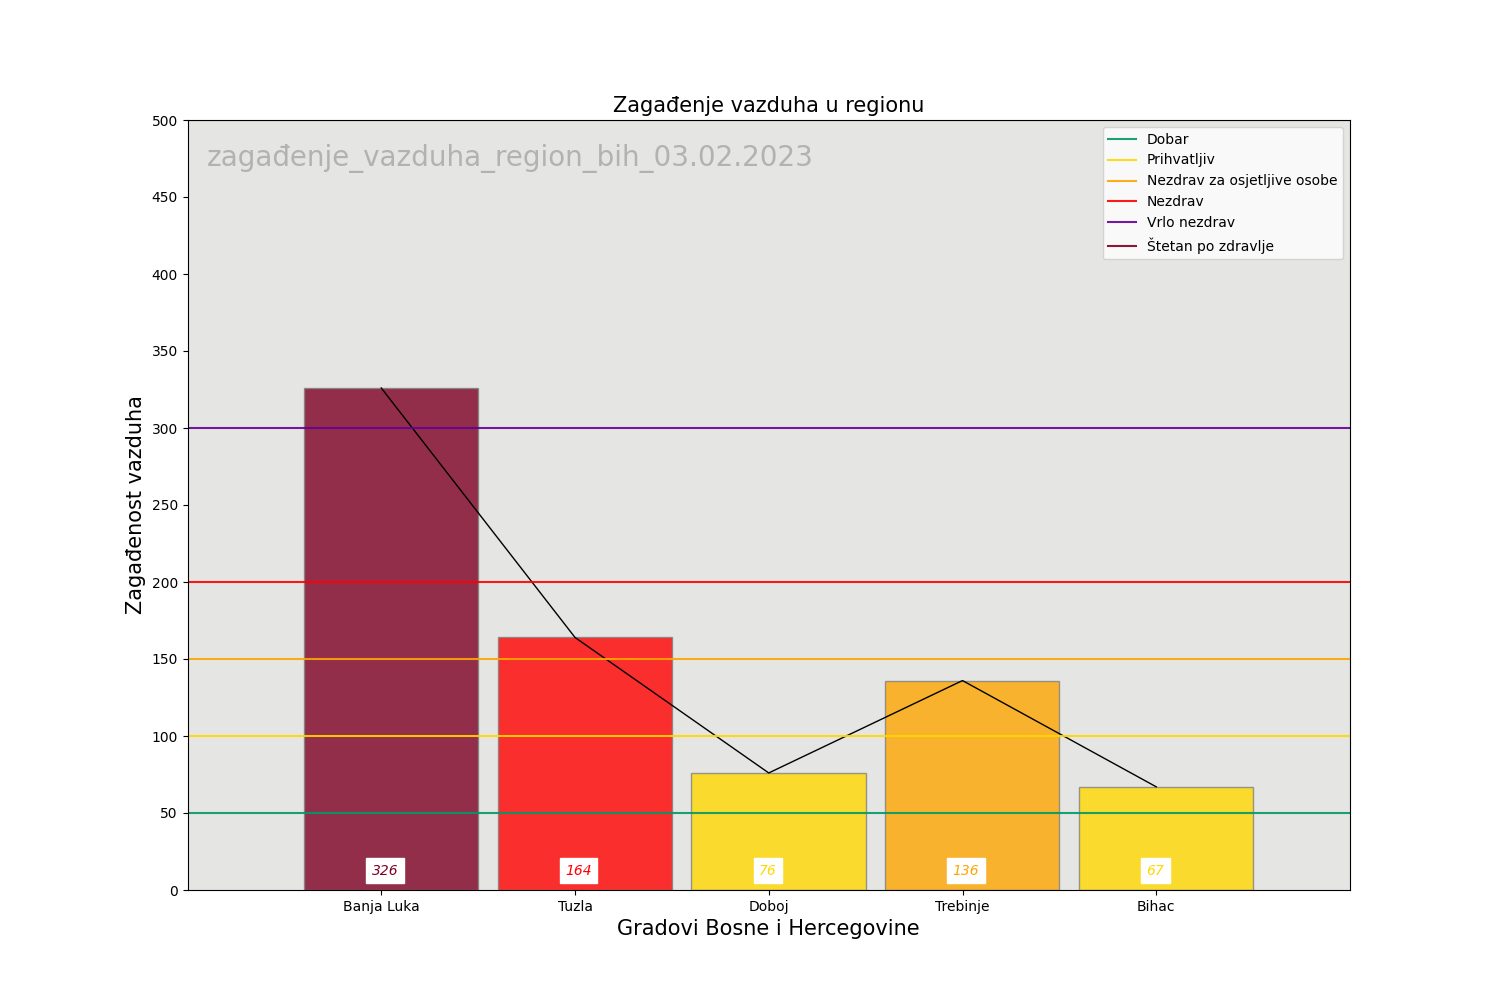 Zagađenje vazduha u regionu
zagađenje_vazduha_region_bih_03.02.2023
Dobar
Prihvatljiv
Nezdrav za osjetljive osobe
Nezdrav
Vrlo nezdrav
Štetan po zdravlje
Zagađenost vazduha
500
450
400
350
300
250
200
150
100
50
0
326
164
76
136
67
Banja Luka
Tuzla
Doboj
Trebinje
Bihac
Gradovi Bosne i Hercegovine